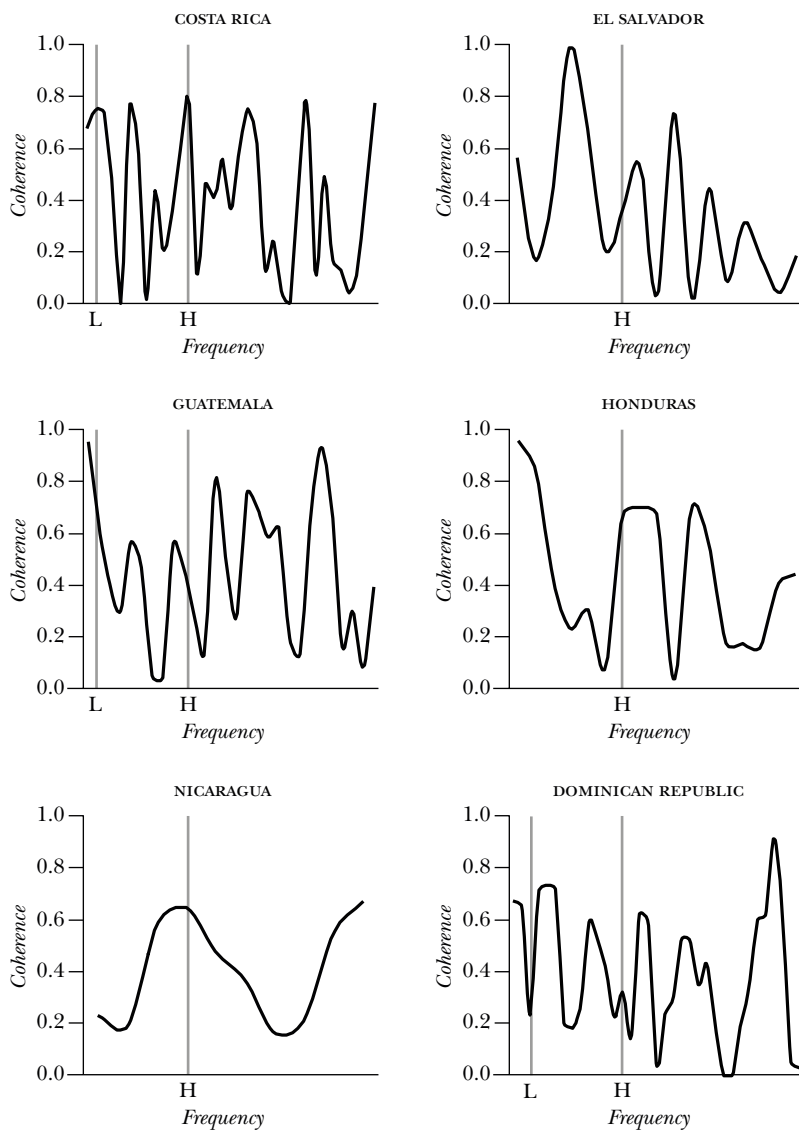 COSTA RICA
1.0
0.8
0.6
0.4
0.2
0.0
Coherence
L H
Frequency
EL SALVADOR
1.0
0.8
0.6
0.4
0.2
0.0
Coherence
H
Frequency
GUATEMALA
1.0
0.8
0.6
0.4
0.2
0.0
Coherence
L H
Frequency
HONDURAS
1.0
0.8
0.6
0.4
0.2
0.0
Coherence
H
Frequency
NICARAGUA
1.0
0.8
0.6
0.4
0.2
0.0
Coherence
H
Frequency
DOMINICAN REPUBLIC
1.0
0.8
0.6
0.4
0.2
0.0
Coherence
L H
Frequency